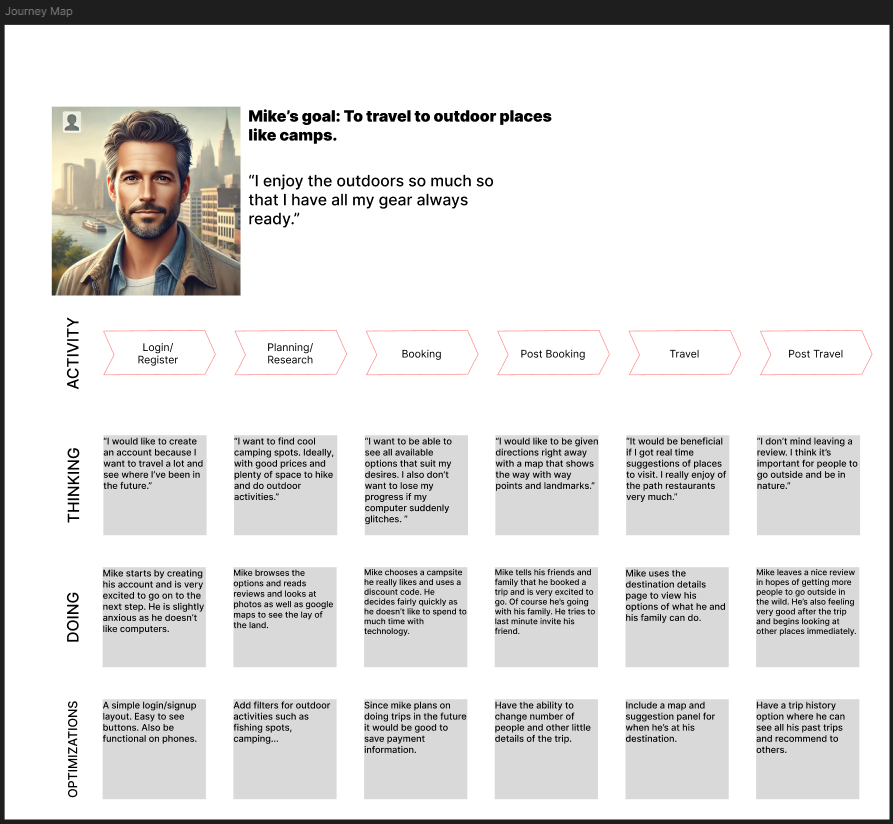 Journey Map
Mike’s goal: To travel to outdoor places
like camps.
“I enjoy the outdoors so much so
that I have all my gear always
ready.”
ACTIVITY
Login/
Register
Planning/
Research
Booking
Post Booking
Travel
Post Travel
THINKING
“I would like to create
an account because I
want to travel a lot and
see where I’ve been in
the future.”
“I want to find cool
camping spots. Ideally,
with good prices and
plenty of space to hike
and do outdoor
activities.”
“I want to be able to
see all available
options that suit my
desires. I also don’t
want to lose my
progress if my
computer suddenly
glitches. ”
“I would like to be given
directions right away
with a map that shows
the way with way
points and landmarks.”
“It would be beneficial
if I got real time
suggestions of places
to visit. I really enjoy of
the path restaurants
very much.”
“I don’t mind leaving a
review. I think it’s
important for people to
go outside and be in
nature.”
DOING
Mike starts by creating
his account and is very
excited to go on to the
next step. He is slightly
anxious as he doesn’t
like computers.
Mike browses the
options and reads
reviews and looks at
photos as well as google
maps to see the lay of
the land.
Mike chooses a campsite
he really likes and uses a
discount code. He
decides fairly quickly as
he doesn’t like to spend to
much time with
technology.
Mike tells his friends and
family that he booked a
trip and is very excited to
go. Of course he’s going
with his family. He tries to
last minute invite his
friend.
Mike uses the
destination details
page to view his
options of what he and
his family can do.
Mike leaves a nice review
in hopes of getting more
people to go outside in
the wild. He’s also feeling
very good after the trip
and begins looking at
other places immediately.
OPTIMIZATIONS
A simple login/signup
layout. Easy to see
buttons. Also be
functional on phones.
Add filters for outdoor
activities such as
fishing spots,
camping...
Since mike plans on
doing trips in the future
it would be good to
save payment
information.
Have the ability to
change number of
people and other little
details of the trip.
Include a map and
suggestion panel for
when he’s at his
destination.
Have a trip history
option where he can
see all his past trips
and recommend to
others.